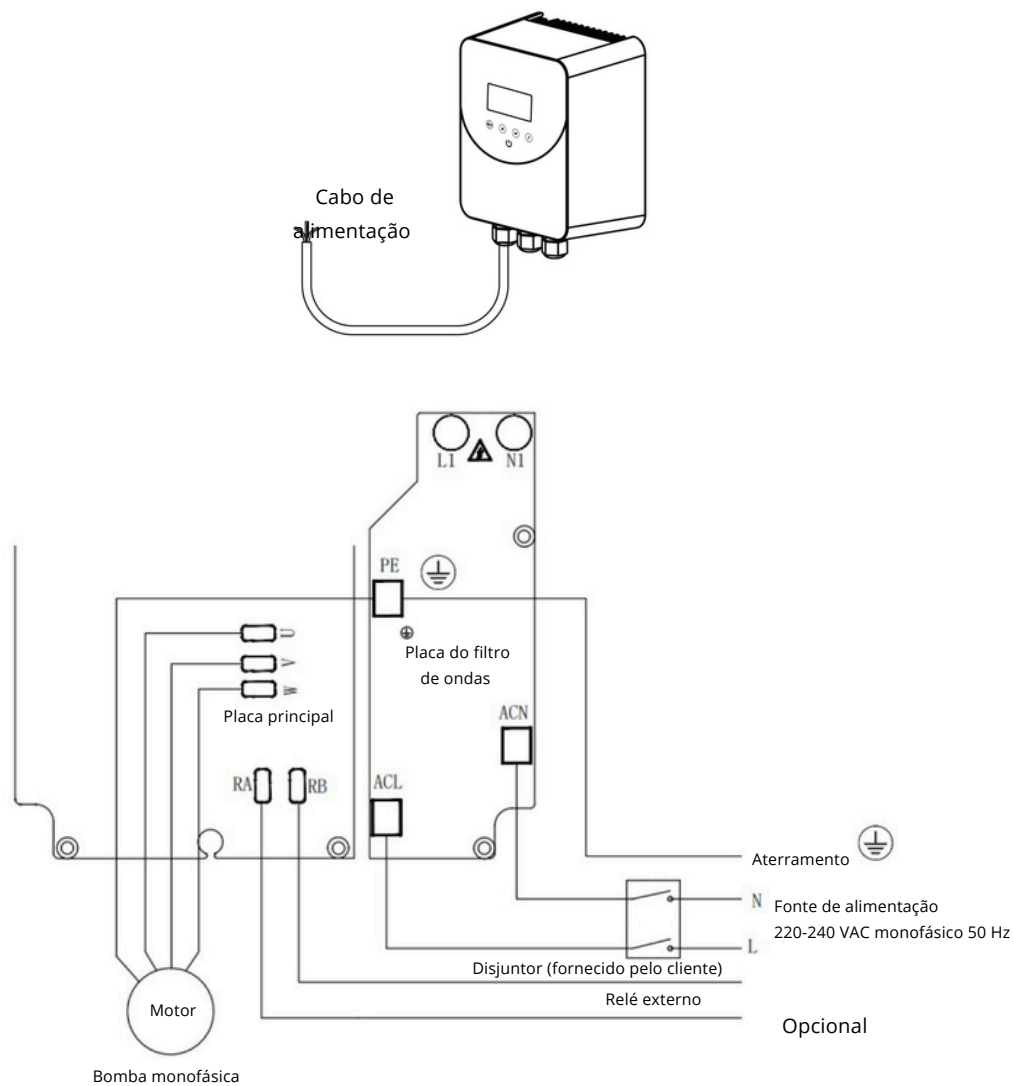 Cabo de
alimentação
L1
N1
PE
Placa do filtro
de ondas
U
V
W
Placa principal
ACN
RA
RB
ACL
Aterramento
N
Fonte de alimentação
220-240 VAC monofásico 50 Hz
L
Disjuntor (fornecido pelo cliente)
Relé externo
Motor
Opcional
Bomba monofásica